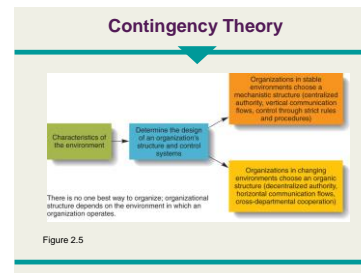 Contingency Theory
Characteristics of
the environment
Determine the design
of an organization's
structure and control
systems
Organizations in stable
environments choose a
mechanistic structure (centralized
authority, vertical communication
flows, control through strict rules
and procedures)
Organizations in changing
environments choose an organic
structure (decentralized authority,
horizontal communication flows,
cross-departmental cooperation)
There is no one best way to organize; organizational
structure depends on the environment in which an
organization operates.
Figure 2.5